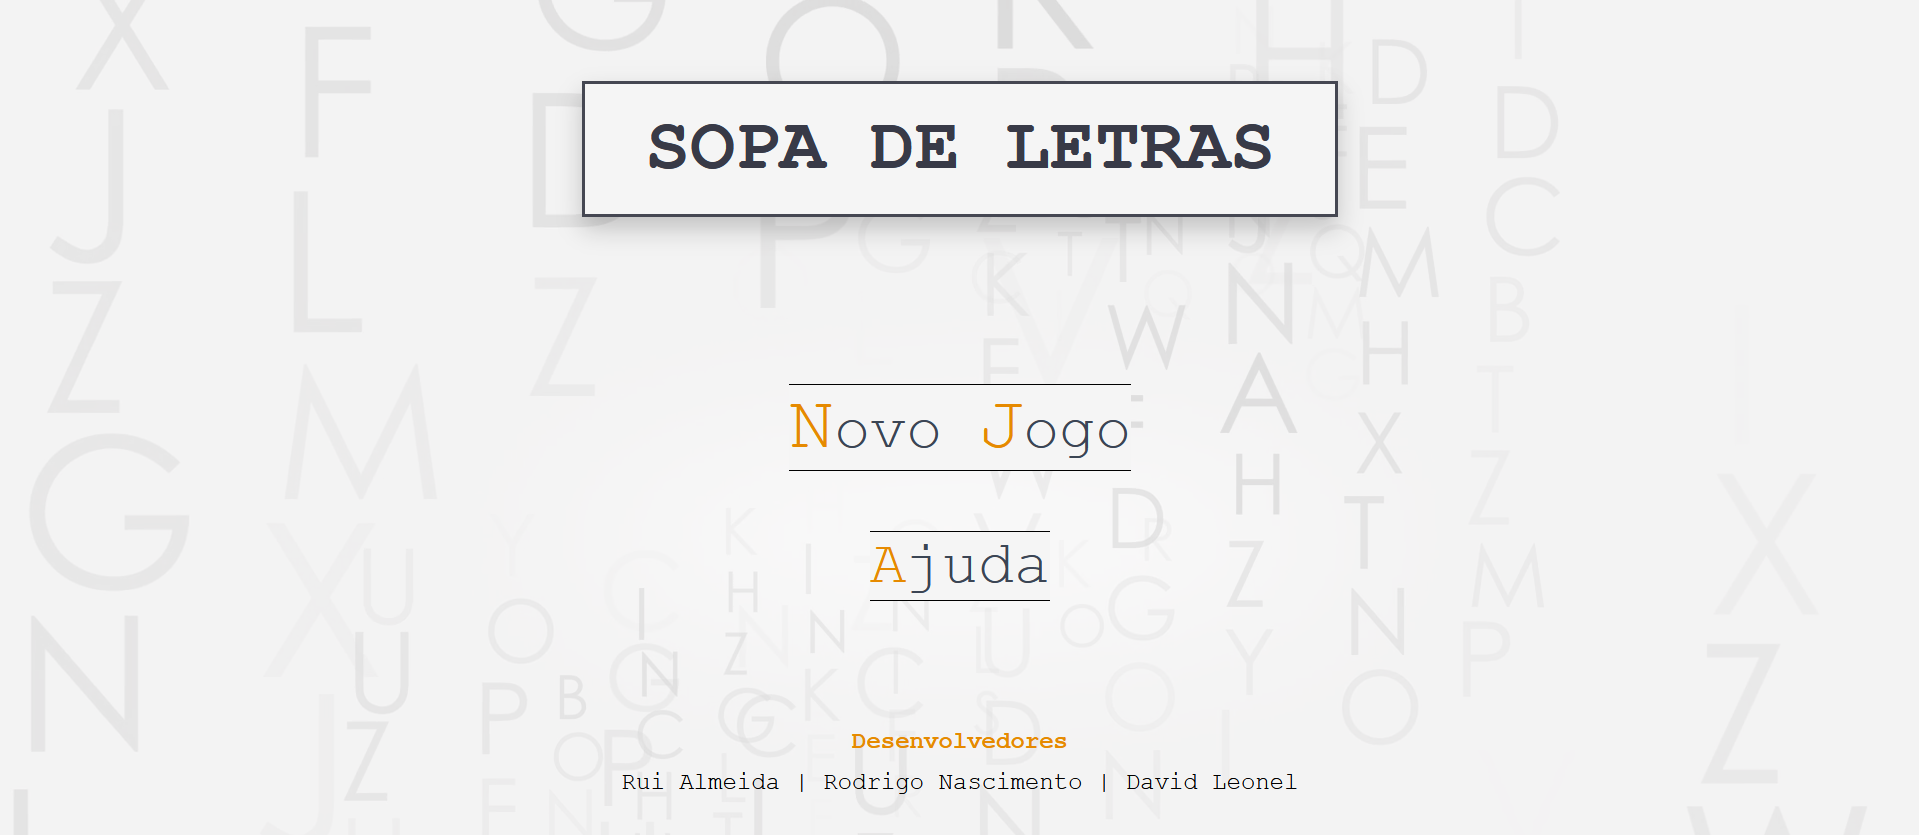 SOPA DE LETRAS
Novo Jogo
Ajuda
Desenvolvedores
Rui Almeida | Rodrigo Nascimento | David Leonel